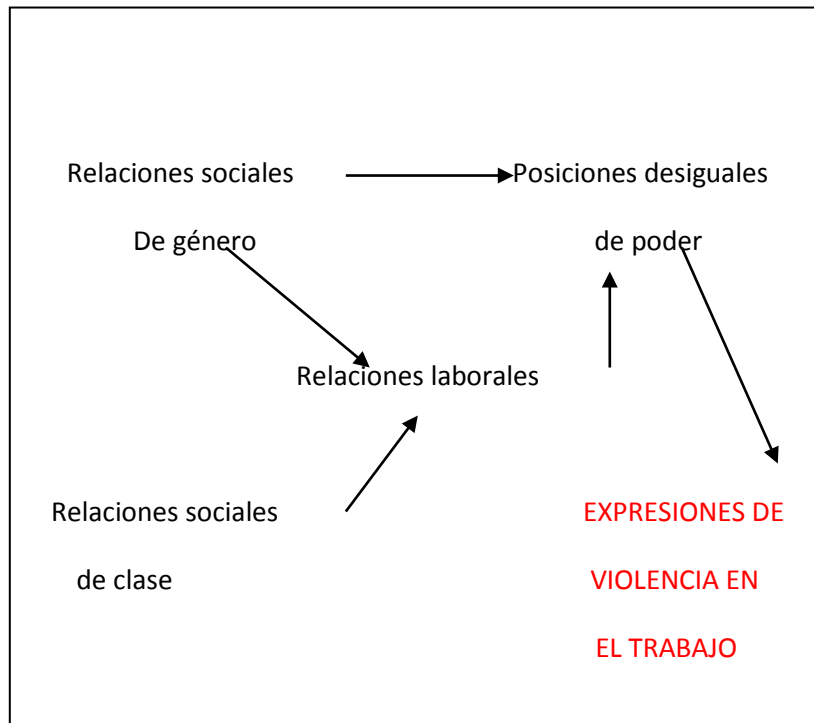 Relaciones sociales
De género
Posiciones desiguales
de poder
Relaciones laborales
Relaciones sociales
de clase
EXPRESIONES DE
VIOLENCIA EN
EL TRABAJO